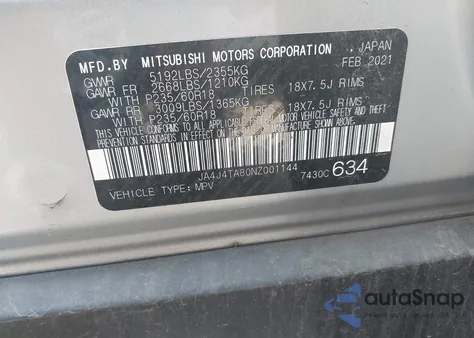 MFD.BY MITSUBISHI MOTORS CORPORATION , JAPAN
GVWR 5192LBS/2355KG FEB. 2021
GAWR FR 2668LBS/1210KG
WITH P235/60R18 TIRES 18X7.5J RIMS
GAWR RR 3009LBS/1365KG
WITH P235/60R18 TIRES 18X7.5J RIMS
THIS VEHICLE CONFORMS TO ALL APPLICABLE FEDERAL MOTOR VEHICLE SAFETY
AND THEFT PREVENTION STANDARDS IN EFFECT ON THE DATE OF MANUFACTURE
SHOWN ABOVE.
JA4J4TA80NZ001144 7430C 634
VEHICLE TYPE: MPV
autoSnap